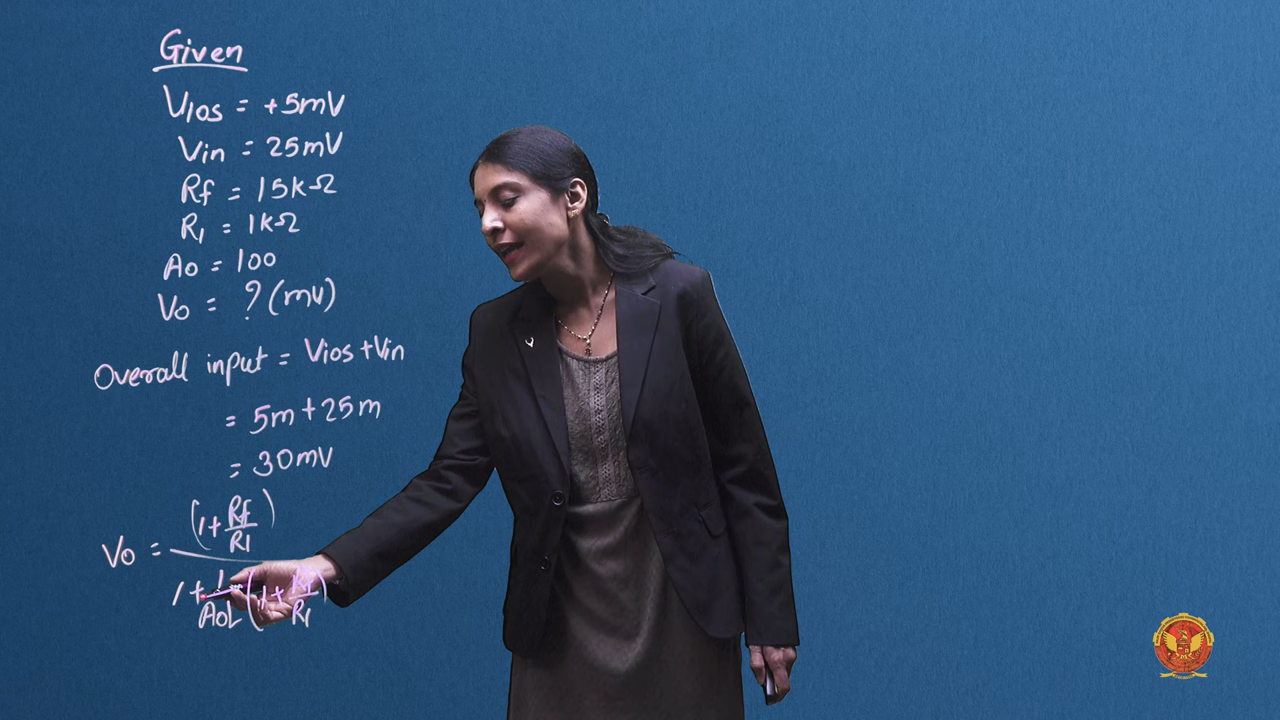 Given
VIOS = +5mV
Vin = 25mV
Rf = 15kΩ
R1 = 1kΩ
AO = 100
Vo = ? (mV)
Overall input = VIOS + Vin
= 5m + 25m
= 30mV
Vo = (1 + Rf/R1) / 1 + 1/AOL (1 + Rf/R1)